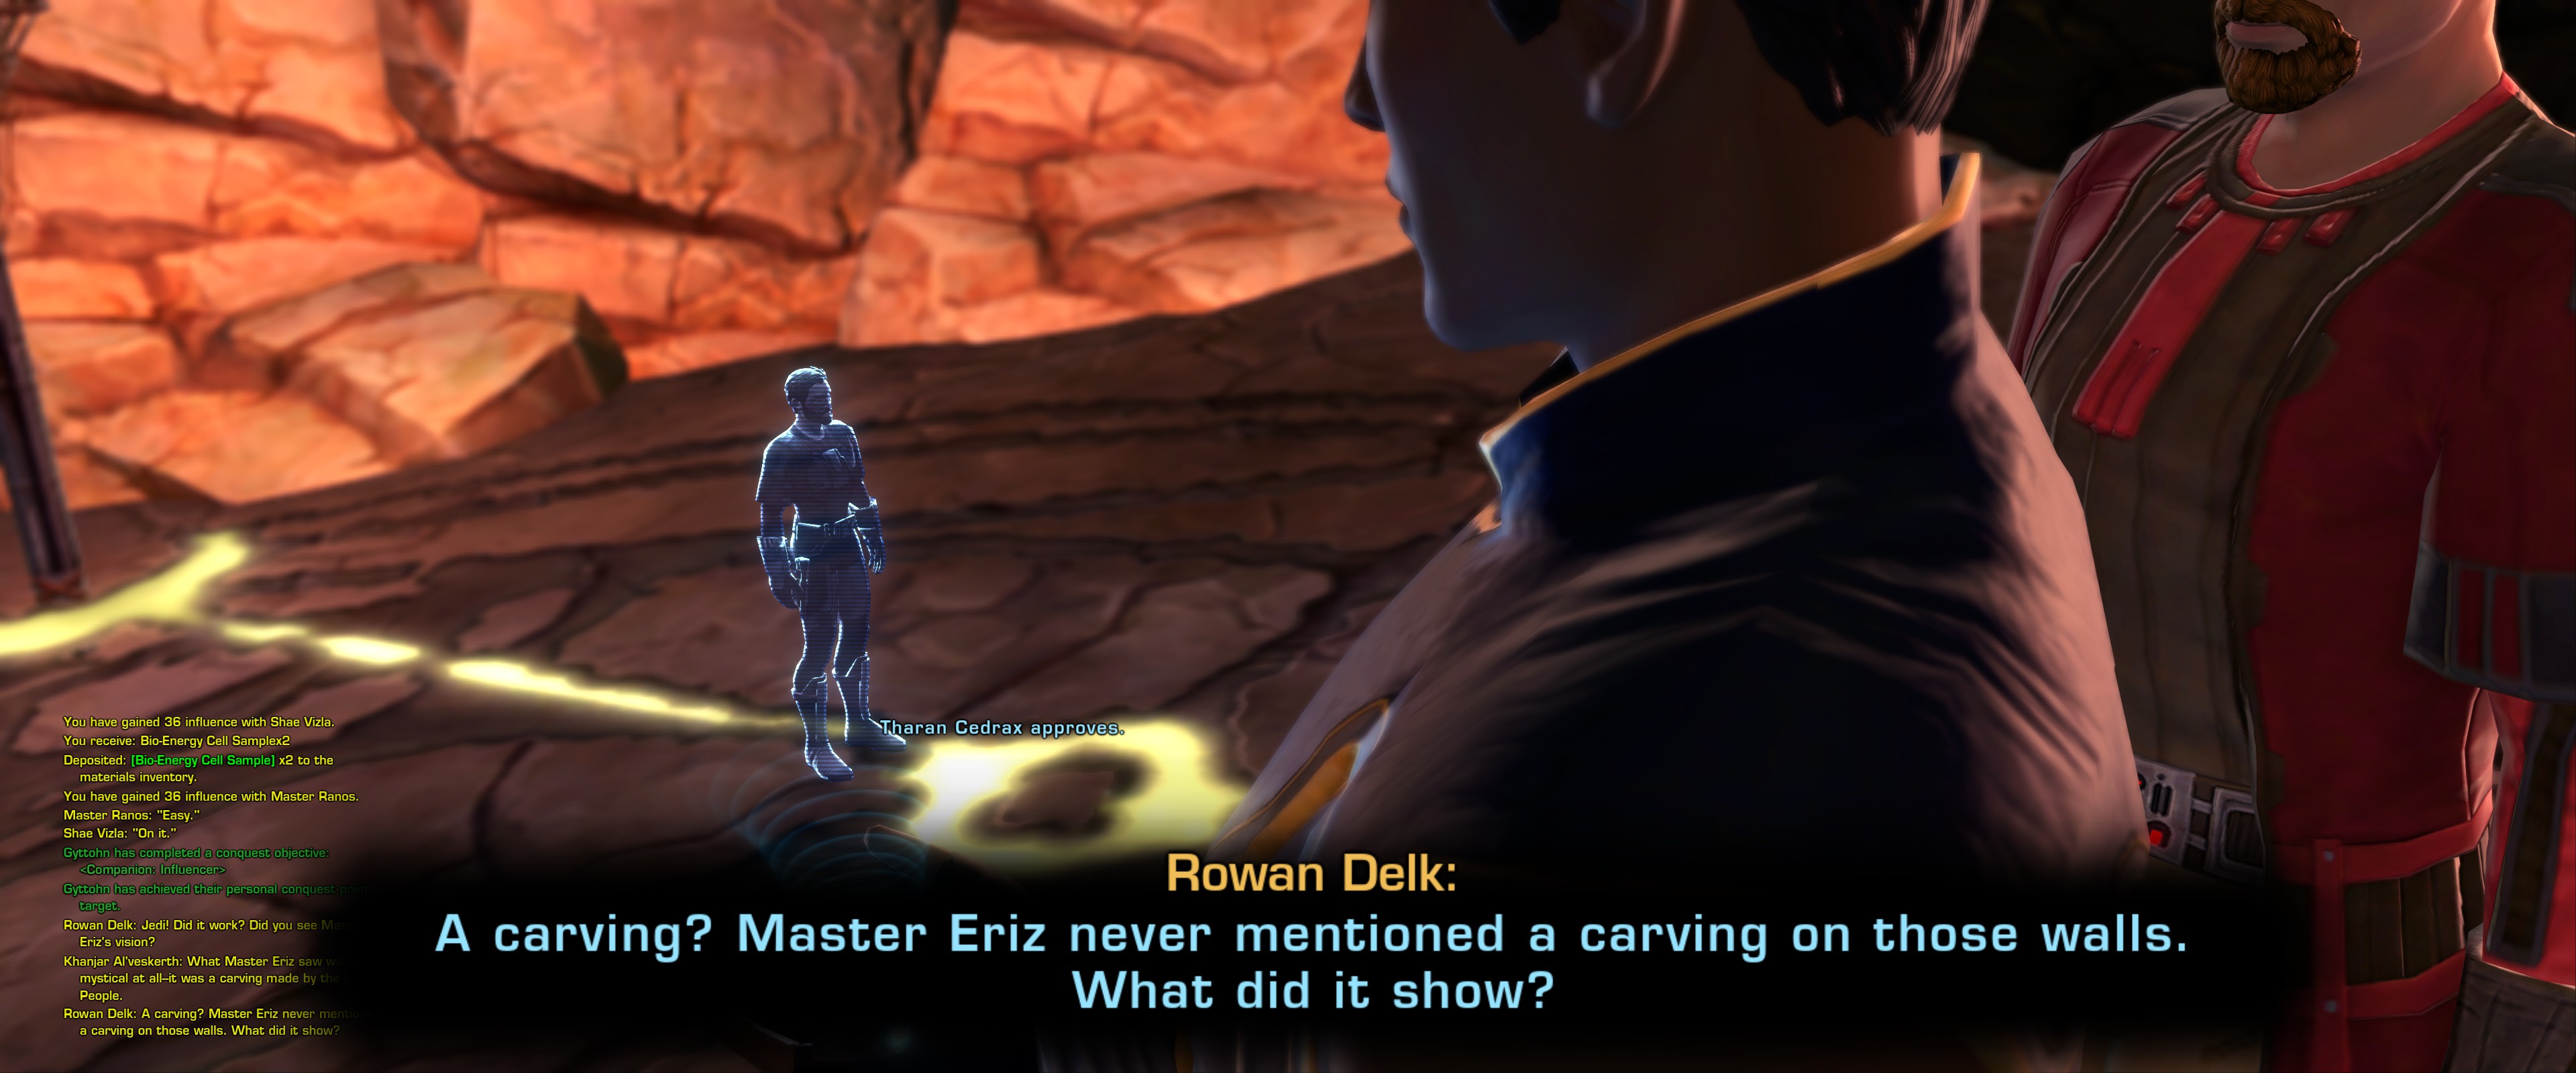 You have gained 36 influence with Shae Vizla.
You receive: Bio-Energy Cell Samplex2
Deposited: [Bio-Energy Cell Sample] x2 to the
materials inventory.
You have gained 36 influence with Master Ranos.
Master Ranos: "Easy."
Shae Vizla: "On it."
Gyttohn has completed a conquest objective:
<Companion: Influencer>
Gyttohn has achieved their personal conquest point
target.
Rowan Delk: Jedi! Did it work? Did you see
Eriz's vision?
Khanjar Al'veskerth: What Master Eriz saw
mystical at all–it was a carving made by the
People.
Rowan Delk: A carving? Master Eriz never
a carving on those walls. What did it show?
Tharan Cedrax approves.
Rowan Delk:
A carving? Master Eriz never mentioned a carving on those walls.
What did it show?